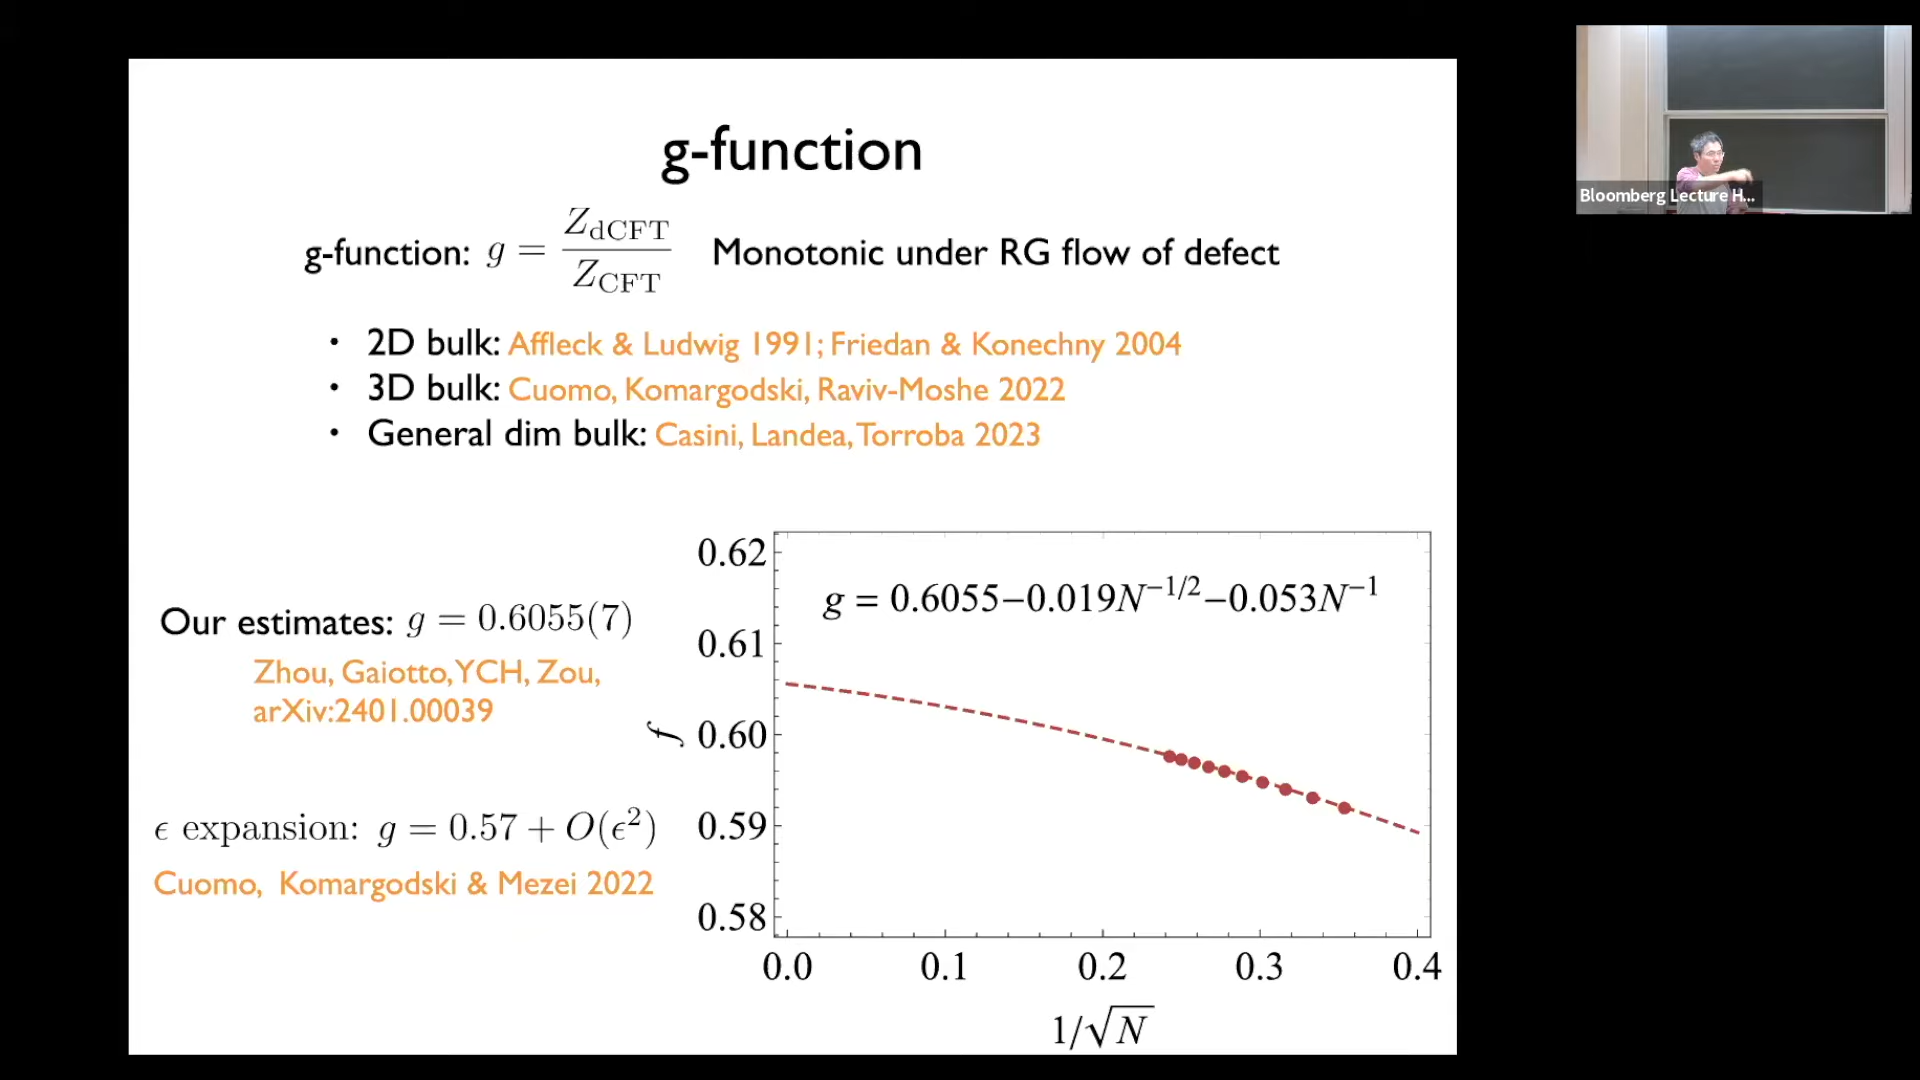 g-function
g-function: g = Z_dCFT / Z_CFT Monotonic under RG flow of defect
• 2D bulk: Affleck & Ludwig 1991; Friedan & Konechny 2004
• 3D bulk: Cuomo, Komargodski, Raviv-Moshe 2022
• General dim bulk: Casini, Landea, Torroba 2023
Our estimates: g = 0.6055(7)
Zhou, Gaiotto, YCH, Zou,
arXiv:2401.00039
ϵ expansion: g = 0.57 + O(ϵ²)
Cuomo, Komargodski & Mezei 2022
g = 0.6055−0.019N^{−1/2}−0.053N^{−1}
0.62
0.61
0.60
0.59
0.58
f
0.0 0.1 0.2 0.3 0.4
1/√N
Bloomberg Lecture H...